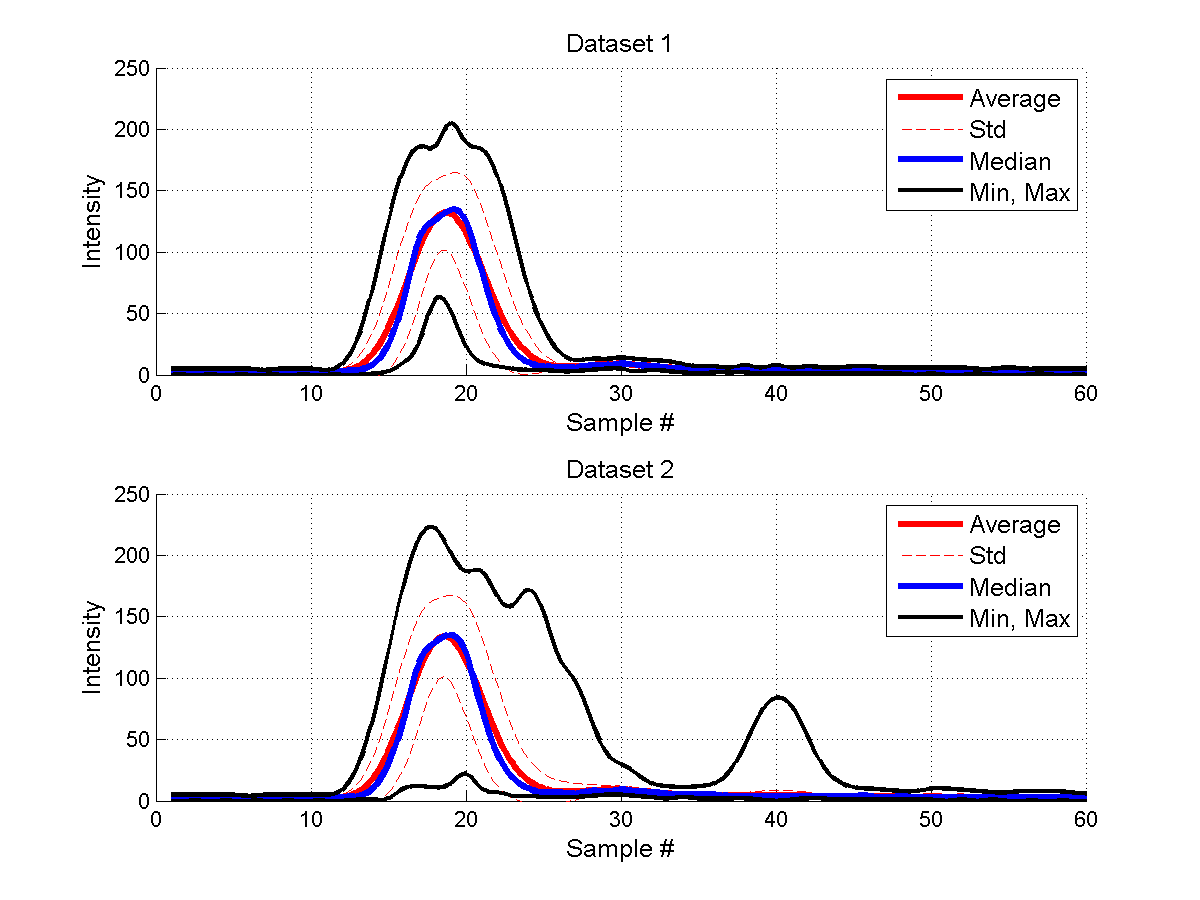 Dataset 1
250
200
150
100
50
0
Intensity
0 10 20 30 40 50 60
Sample #
Average
Std
Median
Min, Max
Dataset 2
250
200
150
100
50
0
Intensity
0 10 20 30 40 50 60
Sample #
Average
Std
Median
Min, Max